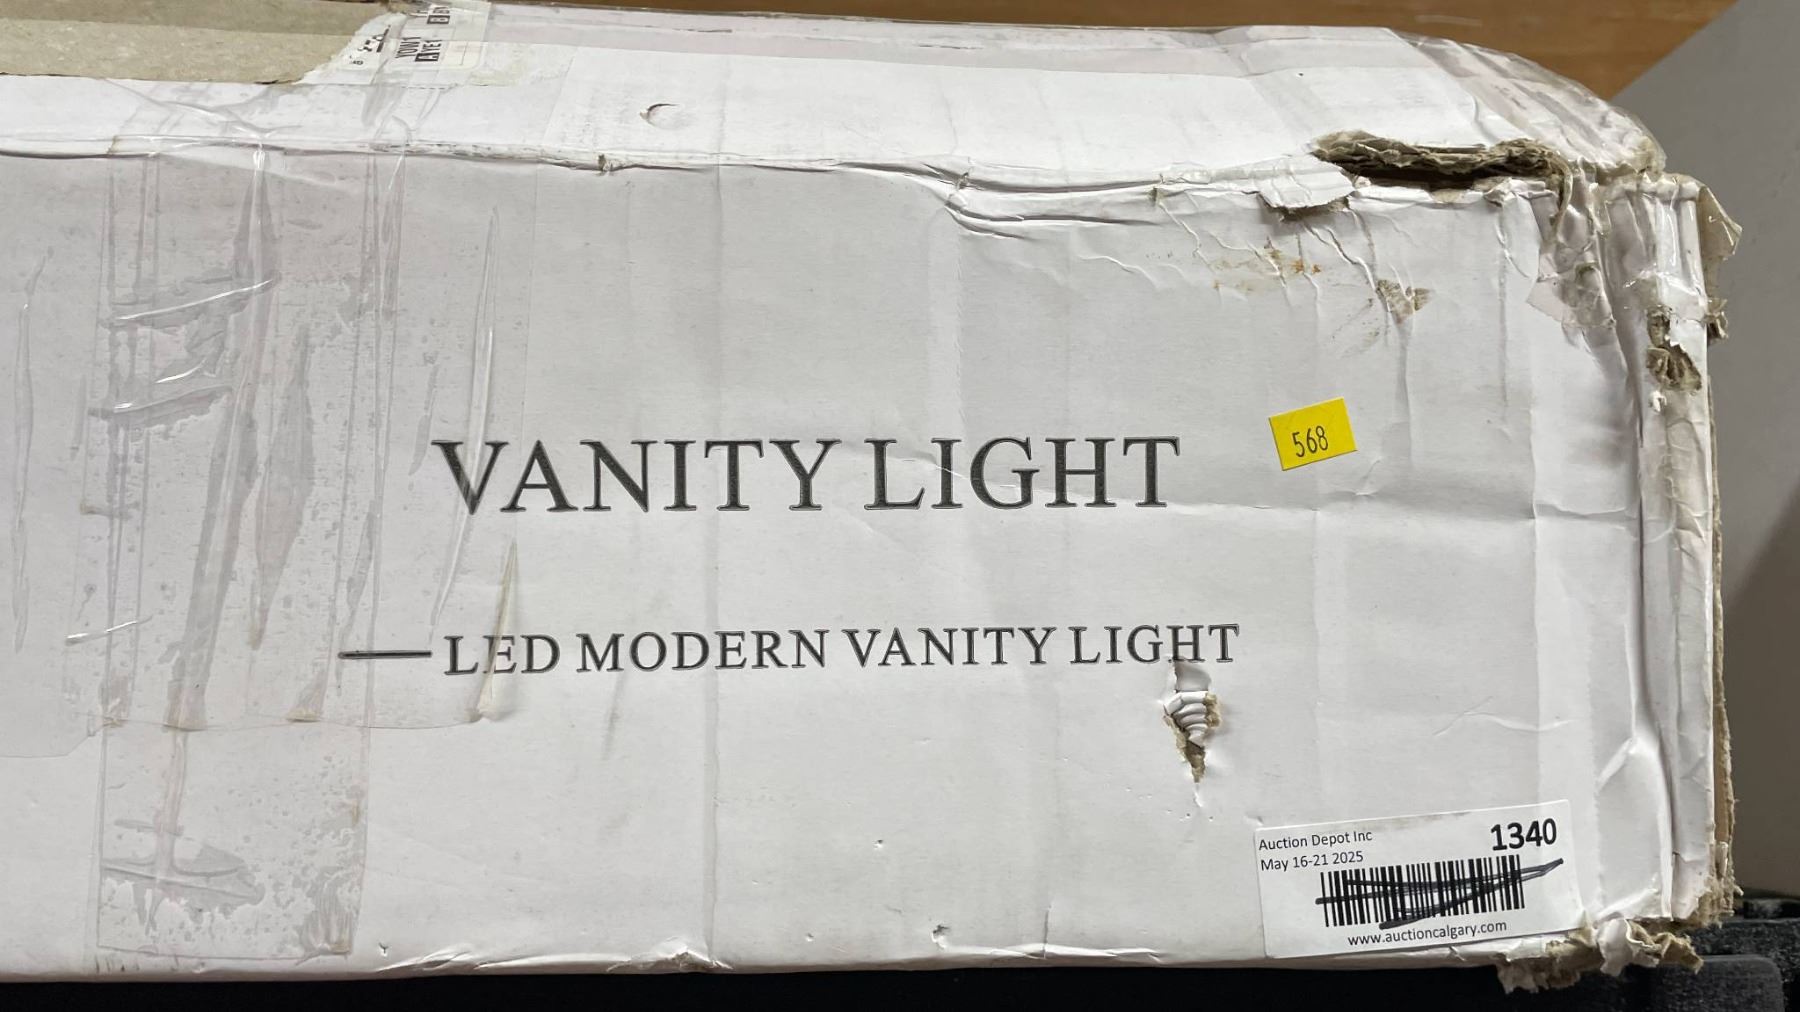 VANITY LIGHT
568
—LED MODERN VANITY LIGHT
Auction Depot Inc
1340
May 16-21 2025
www.auctioncalgary.com